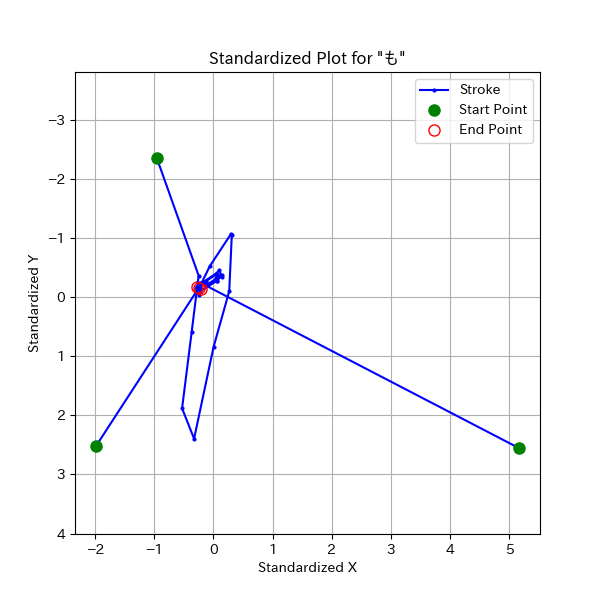 Standardized Plot for "も"
Stroke
Start Point
End Point
Standardized Y
−3
−2
−1
0
1
2
3
4
−2 −1 0 1 2 3 4 5
Standardized X